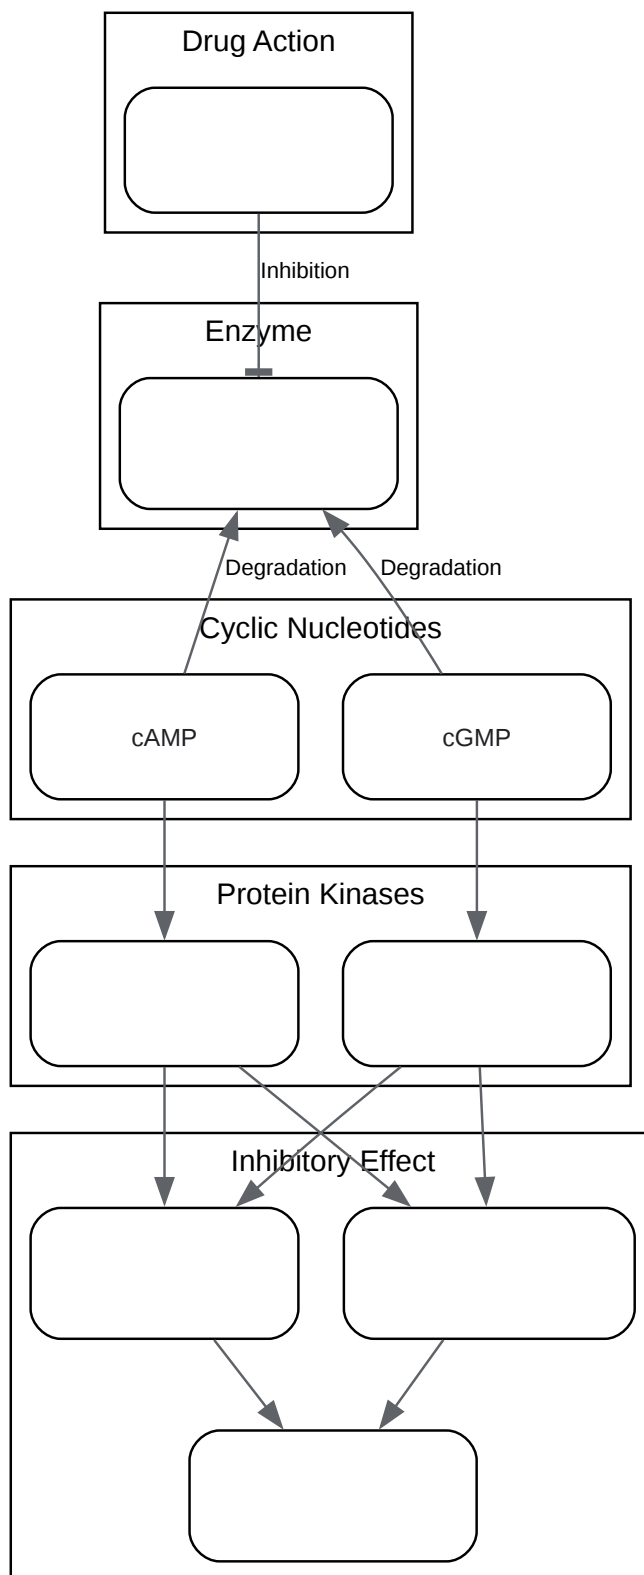 Drug Action
Inhibition
Enzyme
Degradation
Degradation
Cyclic Nucleotides
cAMP
cGMP
Protein Kinases
Inhibitory Effect